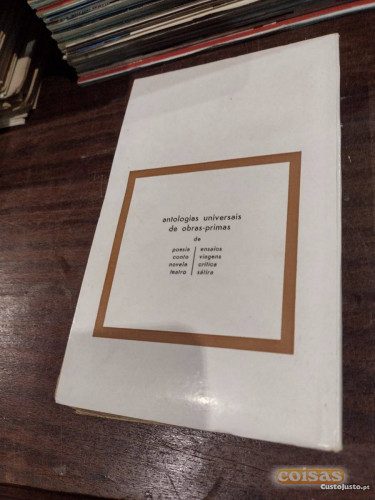 antologias universais
de obras-primas
de
poesia | ensaios
conto | viagens
novela | crítica
teatro | sátira
coisas
CustoJusto.pt